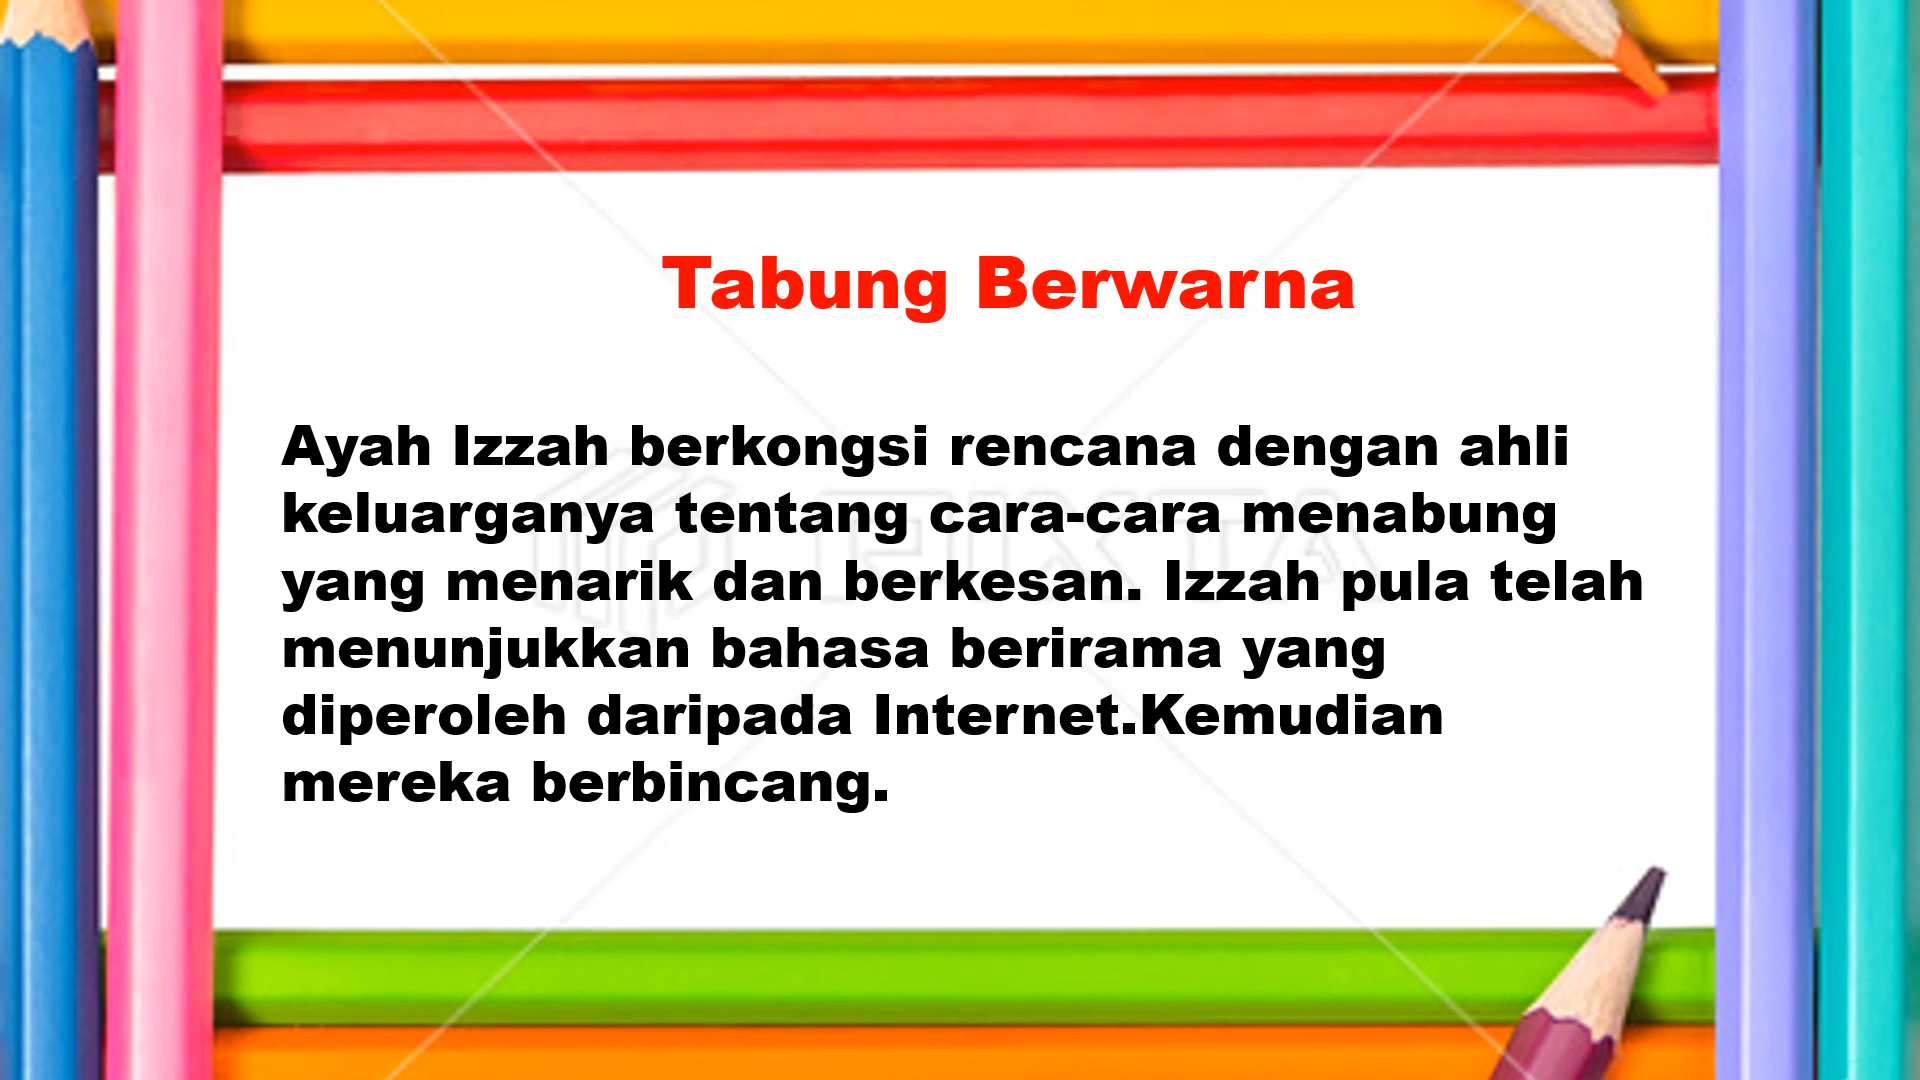 Tabung Berwarna
Ayah Izzah berkongsi rencana dengan ahli
keluarganya tentang cara-cara menabung
yang menarik dan berkesan. Izzah pula telah
menunjukkan bahasa berirama yang
diperoleh daripada Internet.Kemudian
mereka berbincang.
PIXTA